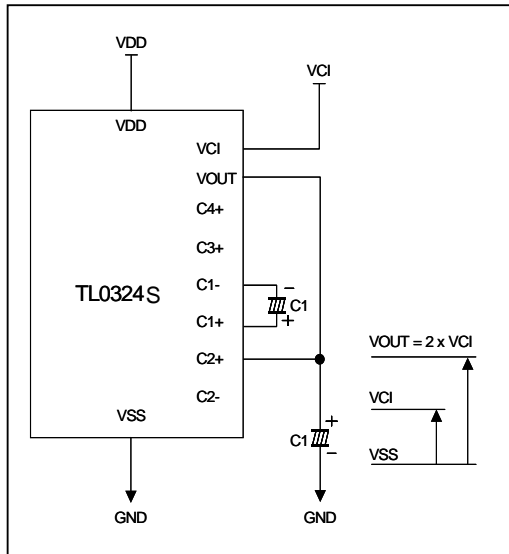 VDD
VCI
VDD
VCI
VOUT
C4+
C3+
TL0324S
C1-
C1+
C2+
C2-
VSS
GND
−
C1
+
+
C1
−
GND
VOUT = 2 x VCI
VCI
VSS